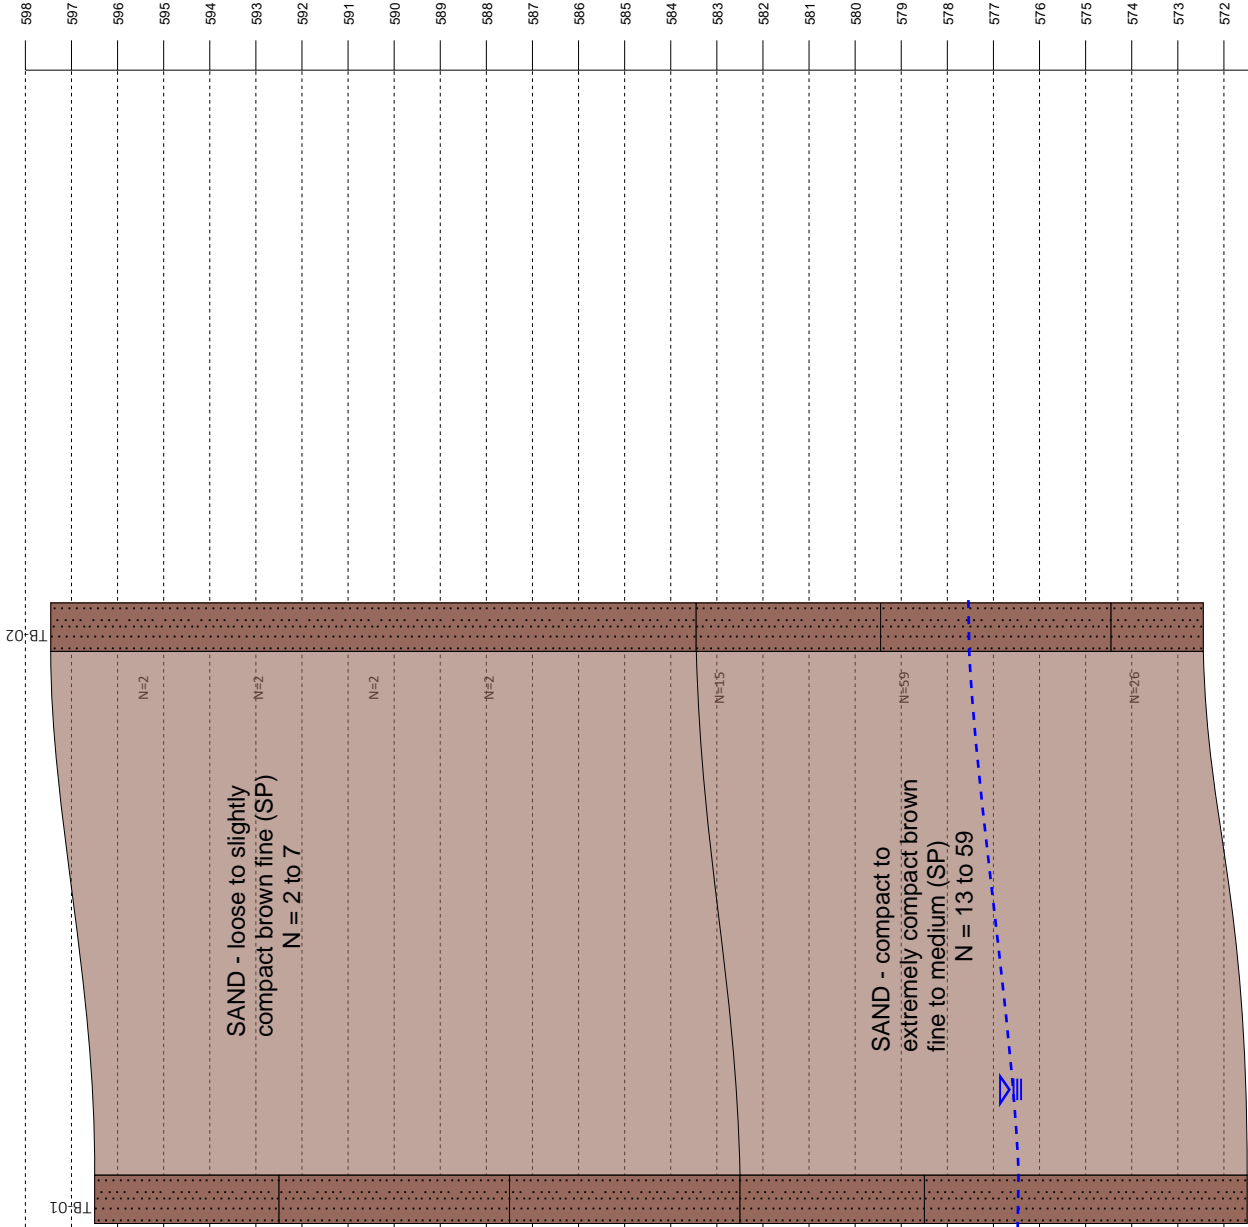 598
597
596
595
594
593
592
591
590
589
588
587
586
585
584
583
582
581
580
579
578
577
576
575
574
573
572
TB-02
N=2
N=2
N=2
N=2
N=15
N=59
N=26
SAND - loose to slightly
compact brown fine (SP)
N = 2 to 7
SAND - compact to
extremely compact brown
fine to medium (SP)
N = 13 to 59
TB-01